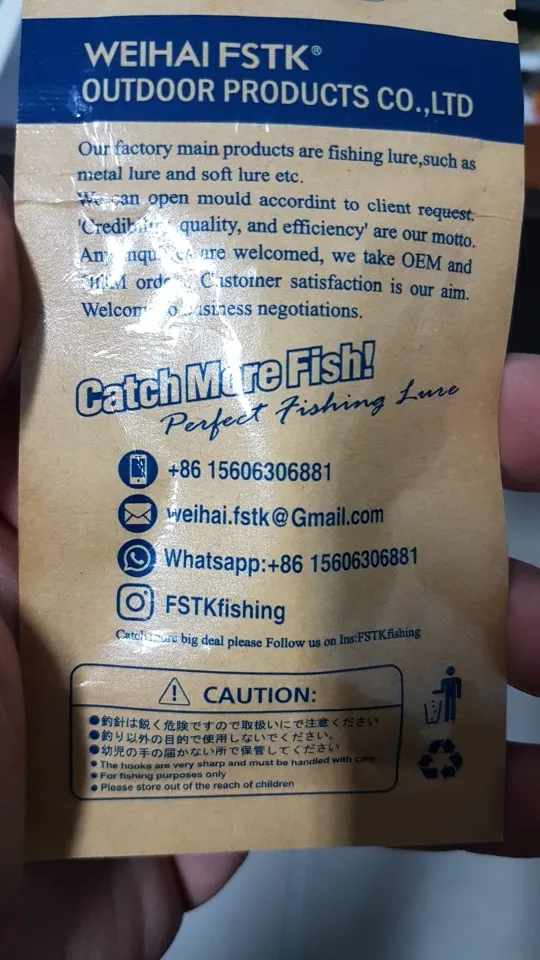 WEIHAI FSTK®
OUTDOOR PRODUCTS CO.,LTD
Our factory main products are fishing lure,such as
metal lure and soft lure etc.
We can open mould accordint to client request.
quality, and efficiency' are our motto.
are welcomed, we take OEM and
Customer satisfaction is our aim.
negotiations.
Catch More Fish!
Perfect Fishing Lure
+86 15606306881
weihai.fstk@Gmail.com
Whatsapp:+86 15606306881
FSTKfishing
big deal please Follow us on Ins:FSTKfishing
CAUTION:
●釣針は鋭く危険ですので取扱いにで注意ください
●釣り以外の目的で使用しないでください。
●幼児の手の届かない所で保管してください
● The hooks are very sharp and must be handled with care
● For fishing purposes only
● Please store out of the reach of children